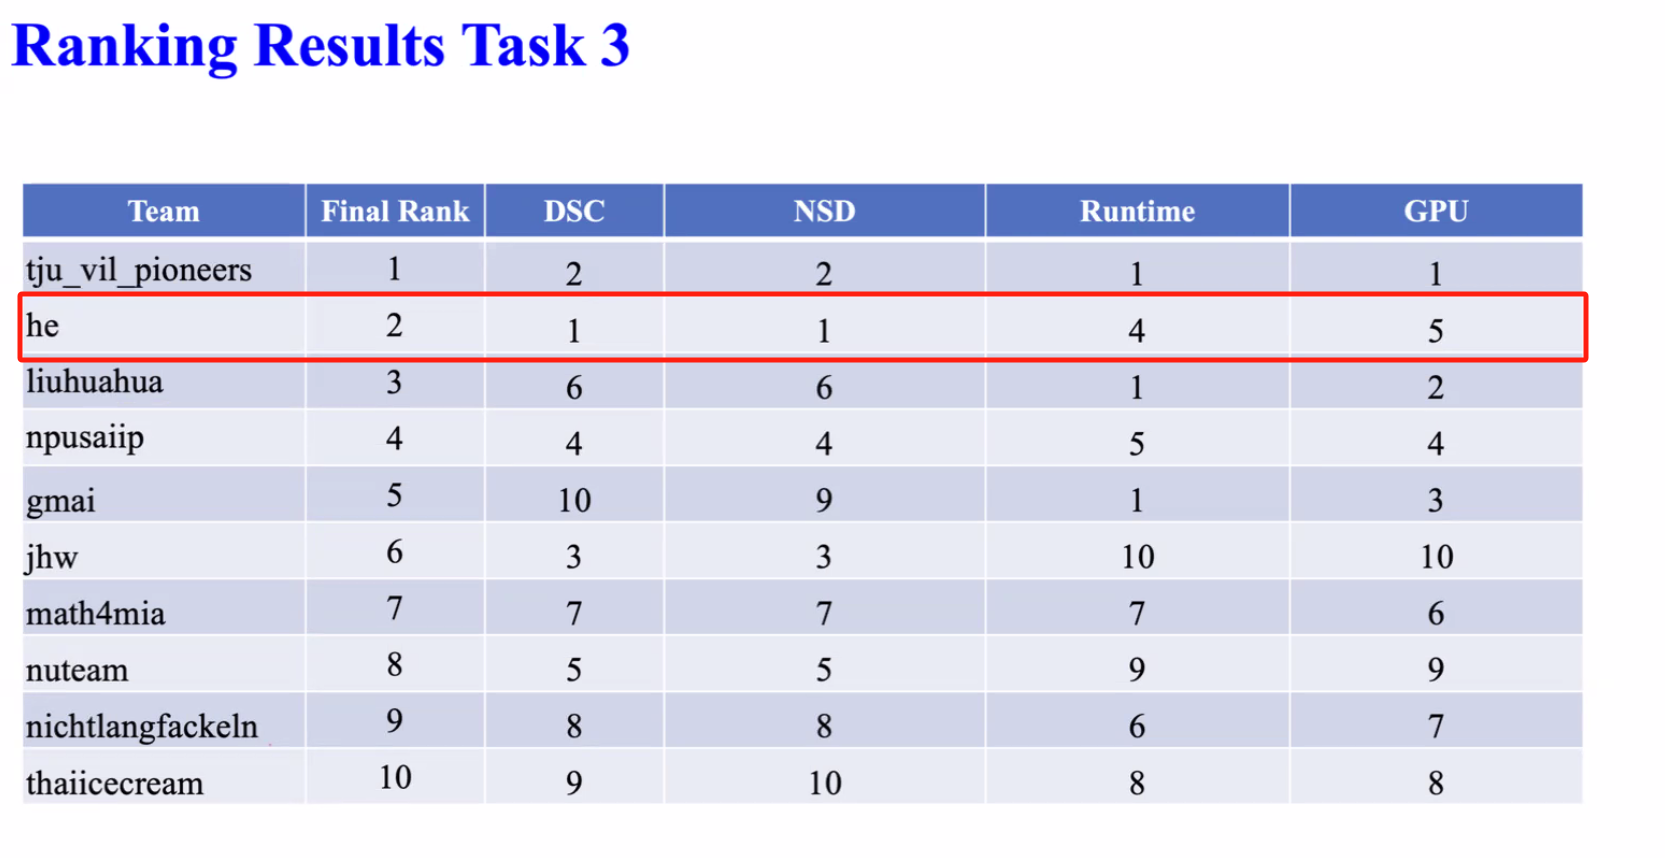 Ranking Results Task 3
Team Final Rank DSC NSD Runtime GPU
tju_vil_pioneers 1 2 2 1 1
he 2 1 1 4 5
liuhuahua 3 6 6 1 2
npusaiip 4 4 4 5 4
gmai 5 10 9 1 3
jhw 6 3 3 10 10
math4mia 7 7 7 7 6
nuteam 8 5 5 9 9
nichtlangfackeln 9 8 8 6 7
thaiicecream 10 9 10 8 8